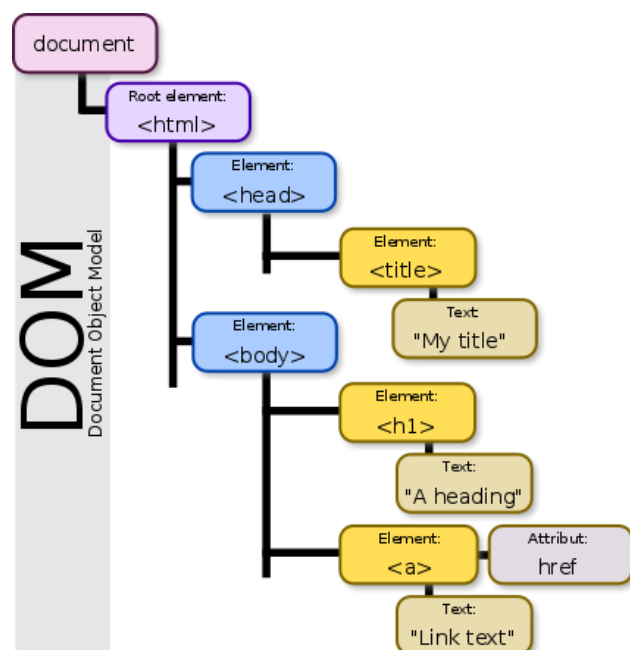 document
Root element:
<html>
Element:
<head>
Element:
<title>
Text
"My title"
Element:
<body>
Element:
<h1>
Text:
"A heading"
Element:
<a>
Attribut:
href
Text:
"Link text"
DOM
Document Object Model